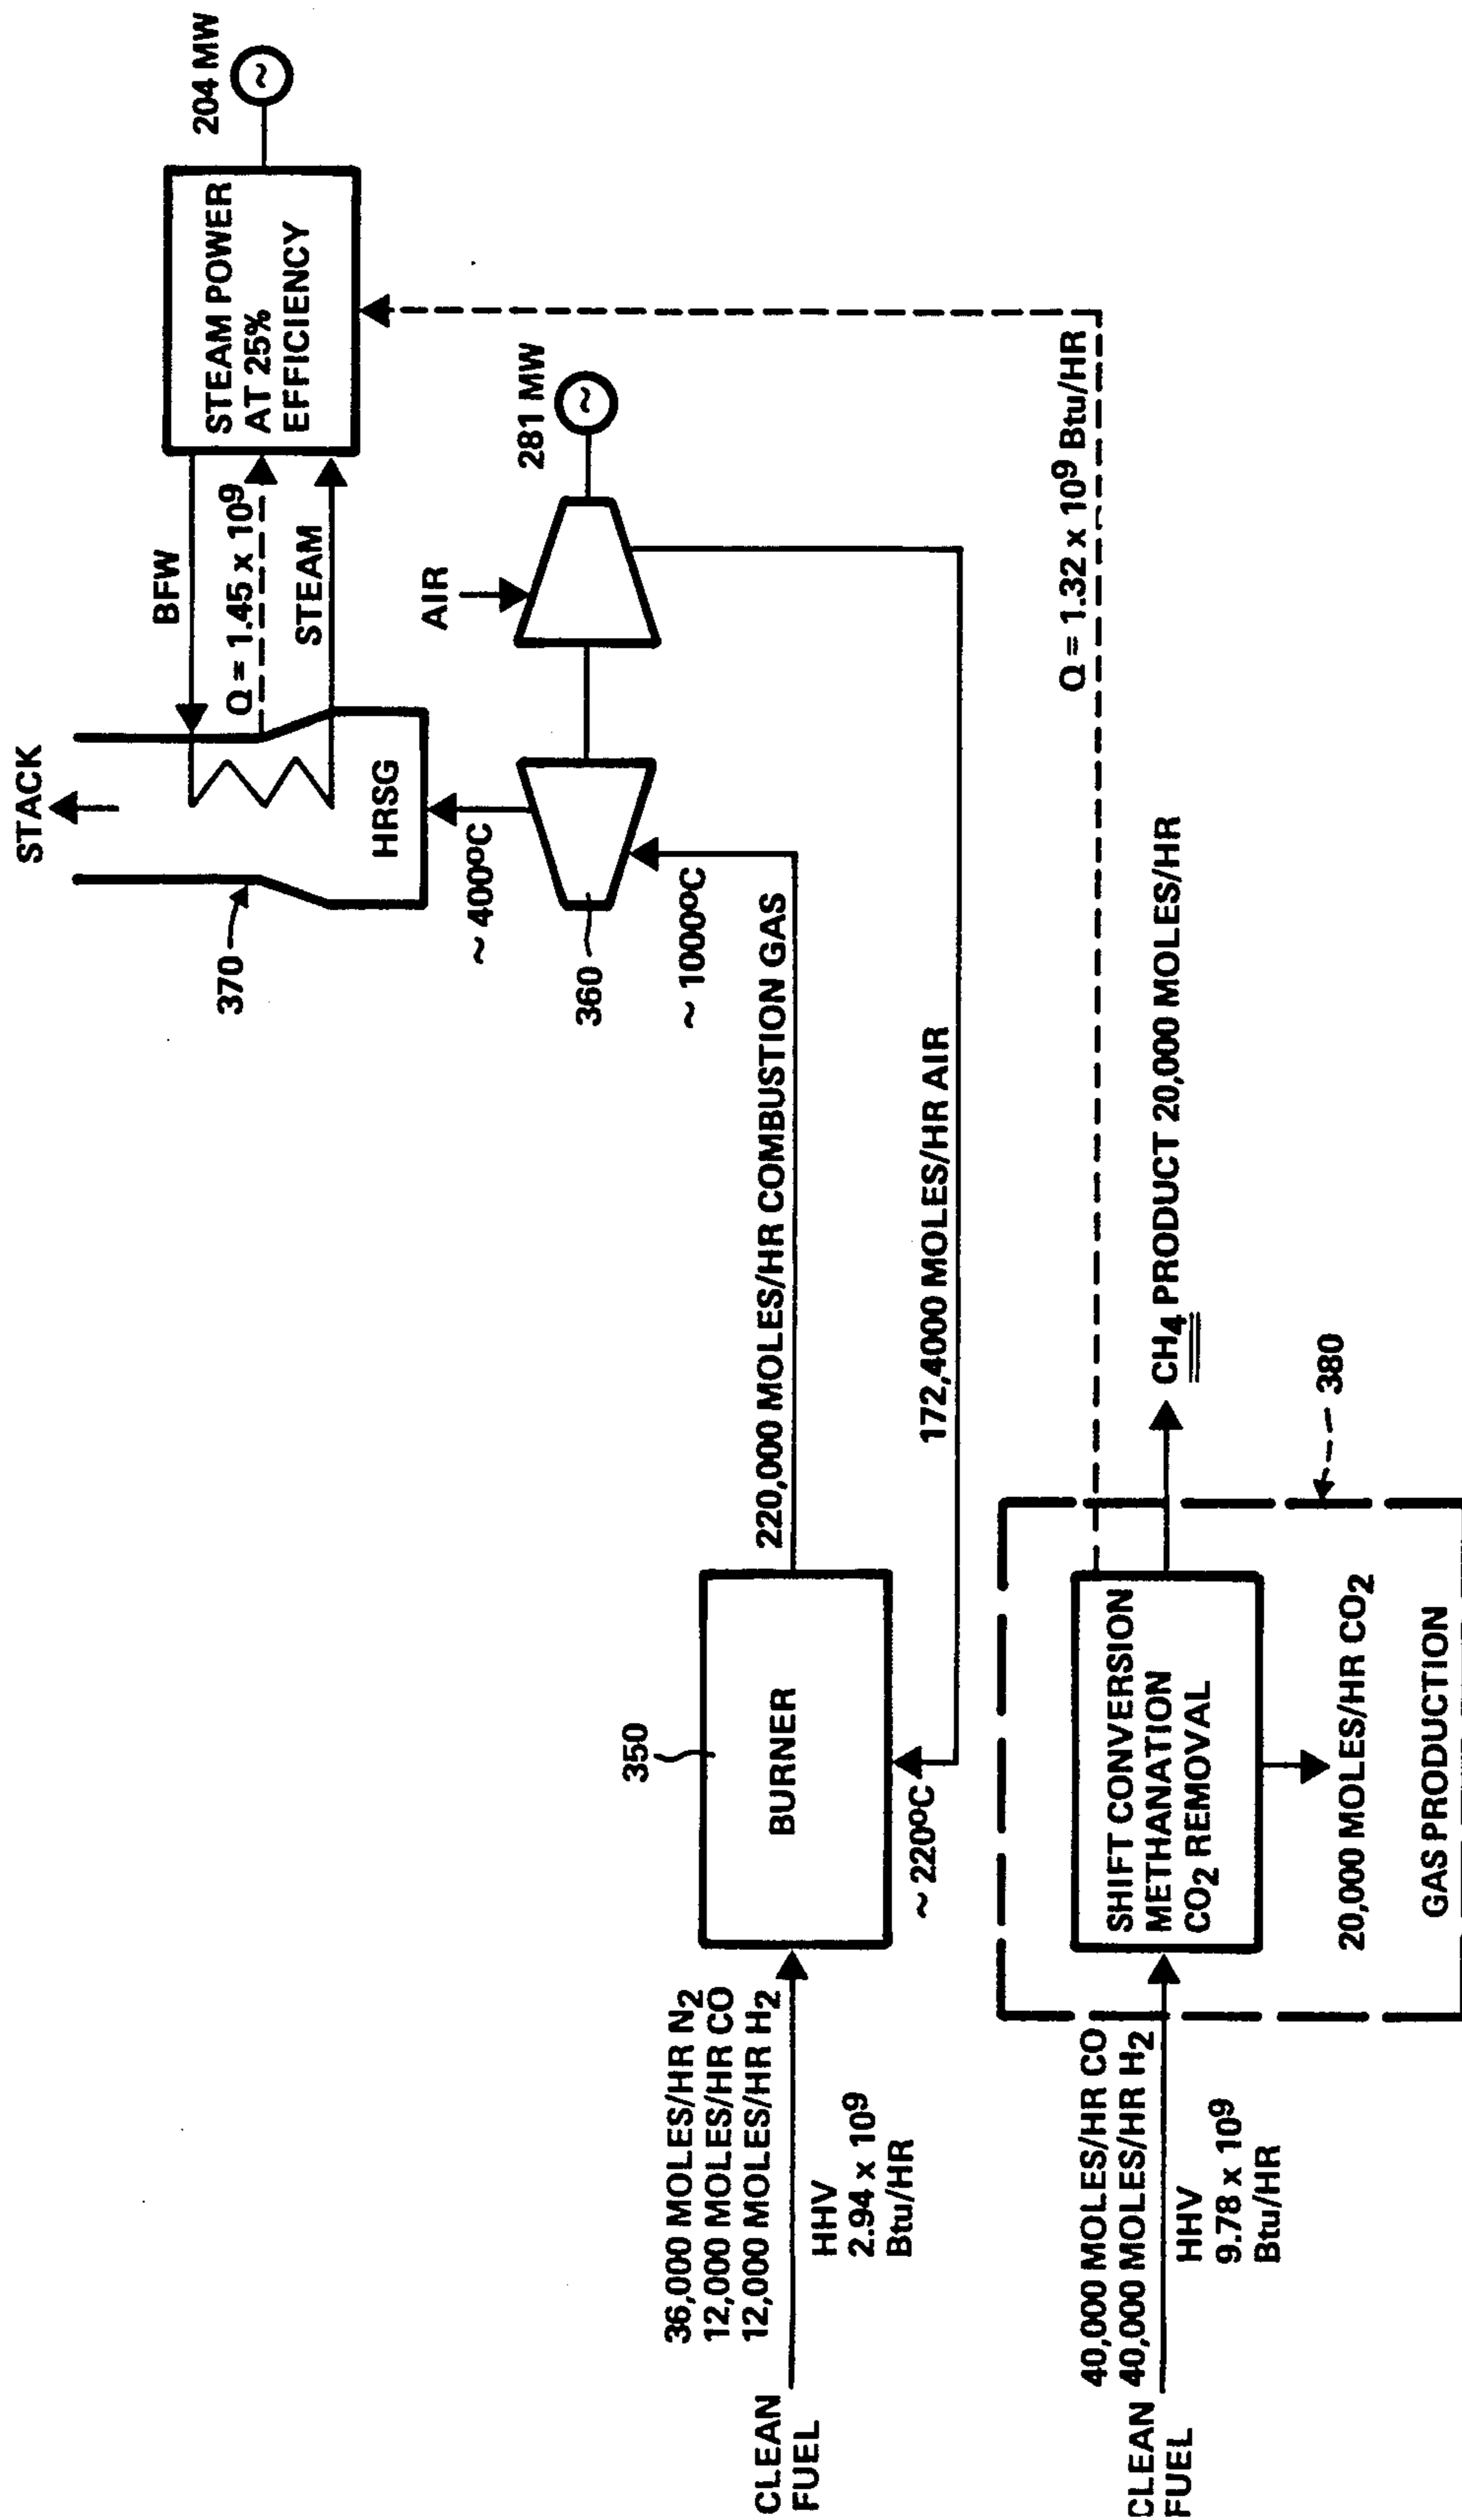 CLEAN
FUEL
36,000 MOLES/HR N2
12,000 MOLES/HR CO
12,000 MOLES/HR H2
HHV
2.94 x 10⁹
Btu/HR
350
BURNER
~ 220ºC
220,000 MOLES/HR COMBUSTION GAS
172,4000 MOLES/HR AIR
~ 1000ºC
360
~ 400ºC
370
HRSG
STACK
BFW
Q = 1.45 x 10⁹
STEAM
STEAM POWER
AT 25%
EFFICIENCY
204 MW
~
AIR
281 MW
~
CLEAN
FUEL
40,000 MOLES/HR CO
40,000 MOLES/HR H2
HHV
9.78 x 10⁹
Btu/HR
SHIFT CONVERSION
METHANATION
CO2 REMOVAL
20,000 MOLES/HR CO2
GAS PRODUCTION
380
CH4 PRODUCT 20,000 MOLES/HR
Q = 1.32 x 10⁹ Btu/HR